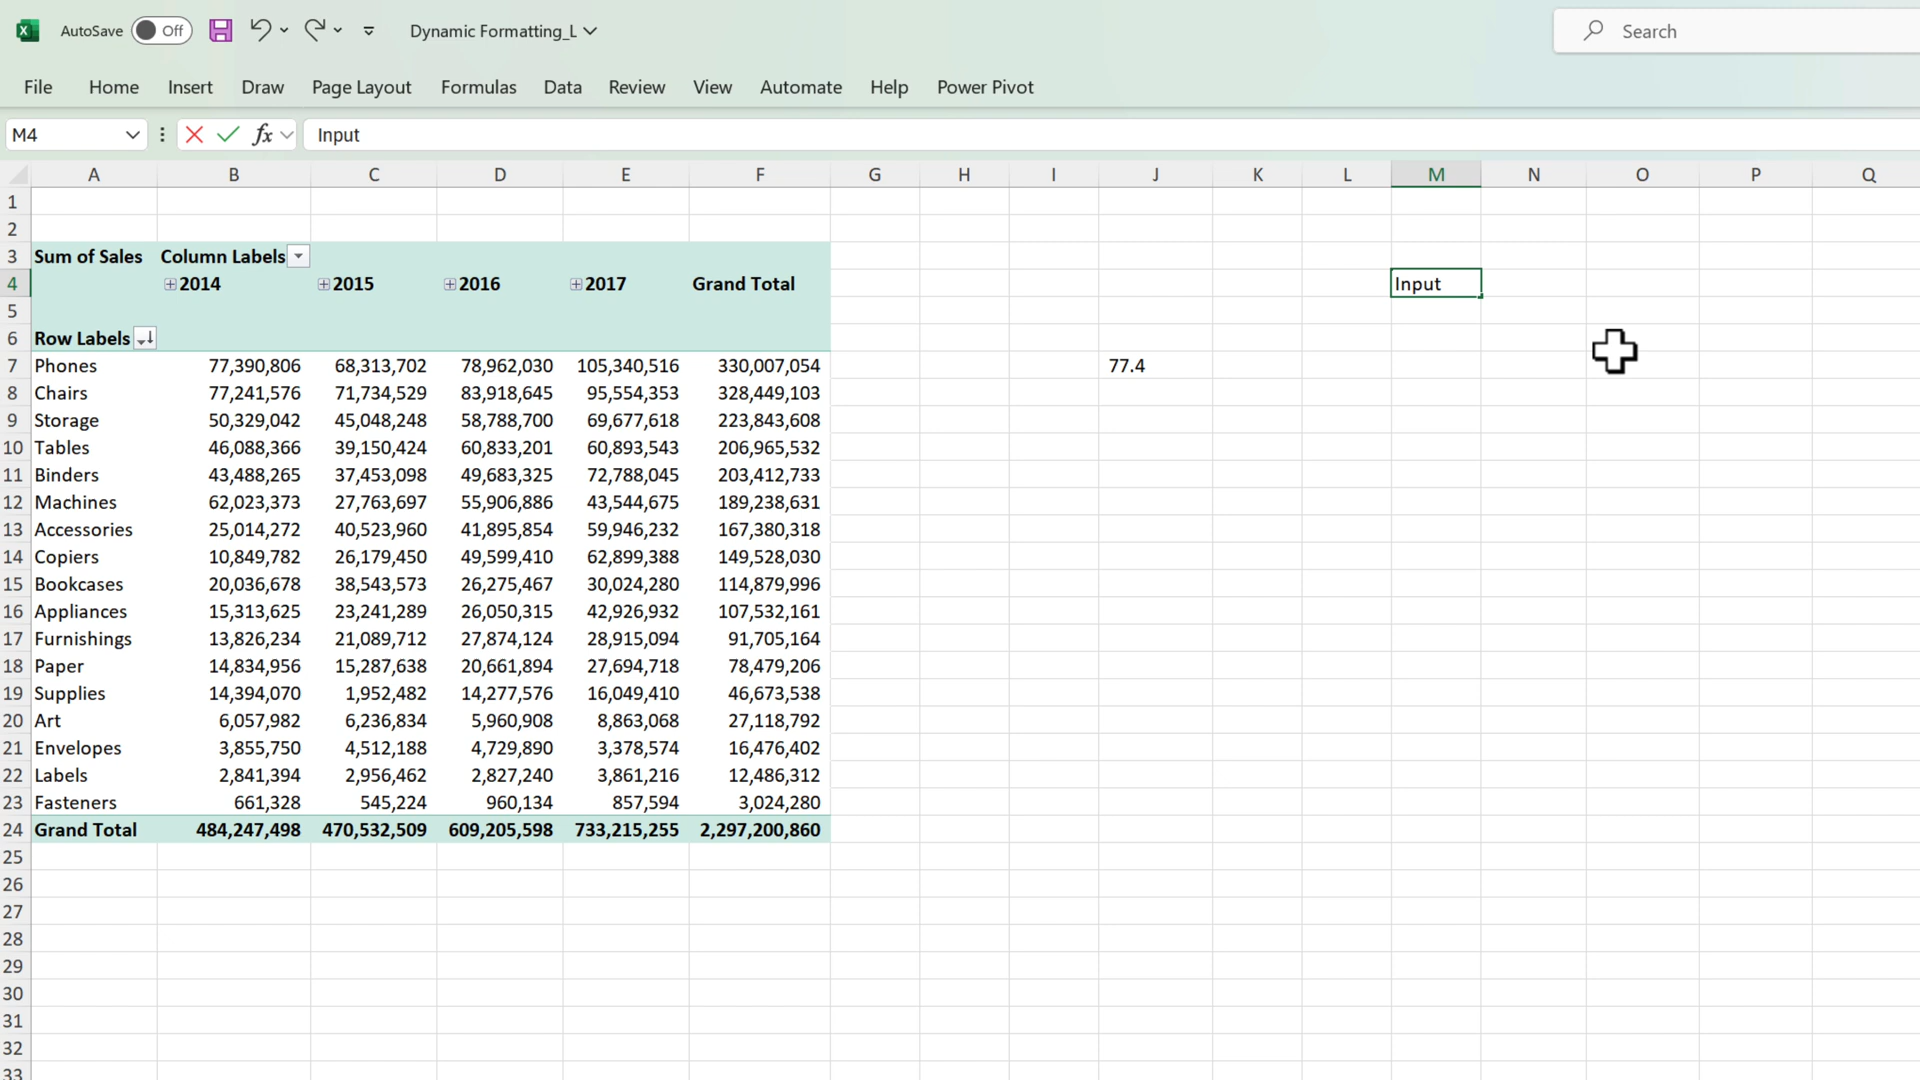 AutoSave Off Dynamic Formatting_L Search
File Home Insert Draw Page Layout Formulas Data Review View Automate Help Power Pivot
M4 fx Input
A B C D E F G H I J K L M N O P Q
1
2
3 Sum of Sales Column Labels
4 2014 2015 2016 2017 Grand Total Input
5
6 Row Labels
7 Phones 77,390,806 68,313,702 78,962,030 105,340,516 330,007,054 77.4
8 Chairs 77,241,576 71,734,529 83,918,645 95,554,353 328,449,103
9 Storage 50,329,042 45,048,248 58,788,700 69,677,618 223,843,608
10 Tables 46,088,366 39,150,424 60,833,201 60,893,543 206,965,532
11 Binders 43,488,265 37,453,098 49,683,325 72,788,045 203,412,733
12 Machines 62,023,373 27,763,697 55,906,886 43,544,675 189,238,631
13 Accessories 25,014,272 40,523,960 41,895,854 59,946,232 167,380,318
14 Copiers 10,849,782 26,179,450 49,599,410 62,899,388 149,528,030
15 Bookcases 20,036,678 38,543,573 26,275,467 30,024,280 114,879,996
16 Appliances 15,313,625 23,241,289 26,050,315 42,926,932 107,532,161
17 Furnishings 13,826,234 21,089,712 27,874,124 28,915,094 91,705,164
18 Paper 14,834,956 15,287,638 20,661,894 27,694,718 78,479,206
19 Supplies 14,394,070 1,952,482 14,277,576 16,049,410 46,673,538
20 Art 6,057,982 6,236,834 5,960,908 8,863,068 27,118,792
21 Envelopes 3,855,750 4,512,188 4,729,890 3,378,574 16,476,402
22 Labels 2,841,394 2,956,462 2,827,240 3,861,216 12,486,312
23 Fasteners 661,328 545,224 960,134 857,594 3,024,280
24 Grand Total 484,247,498 470,532,509 609,205,598 733,215,255 2,297,200,860
25
26
27
28
29
30
31
32
33